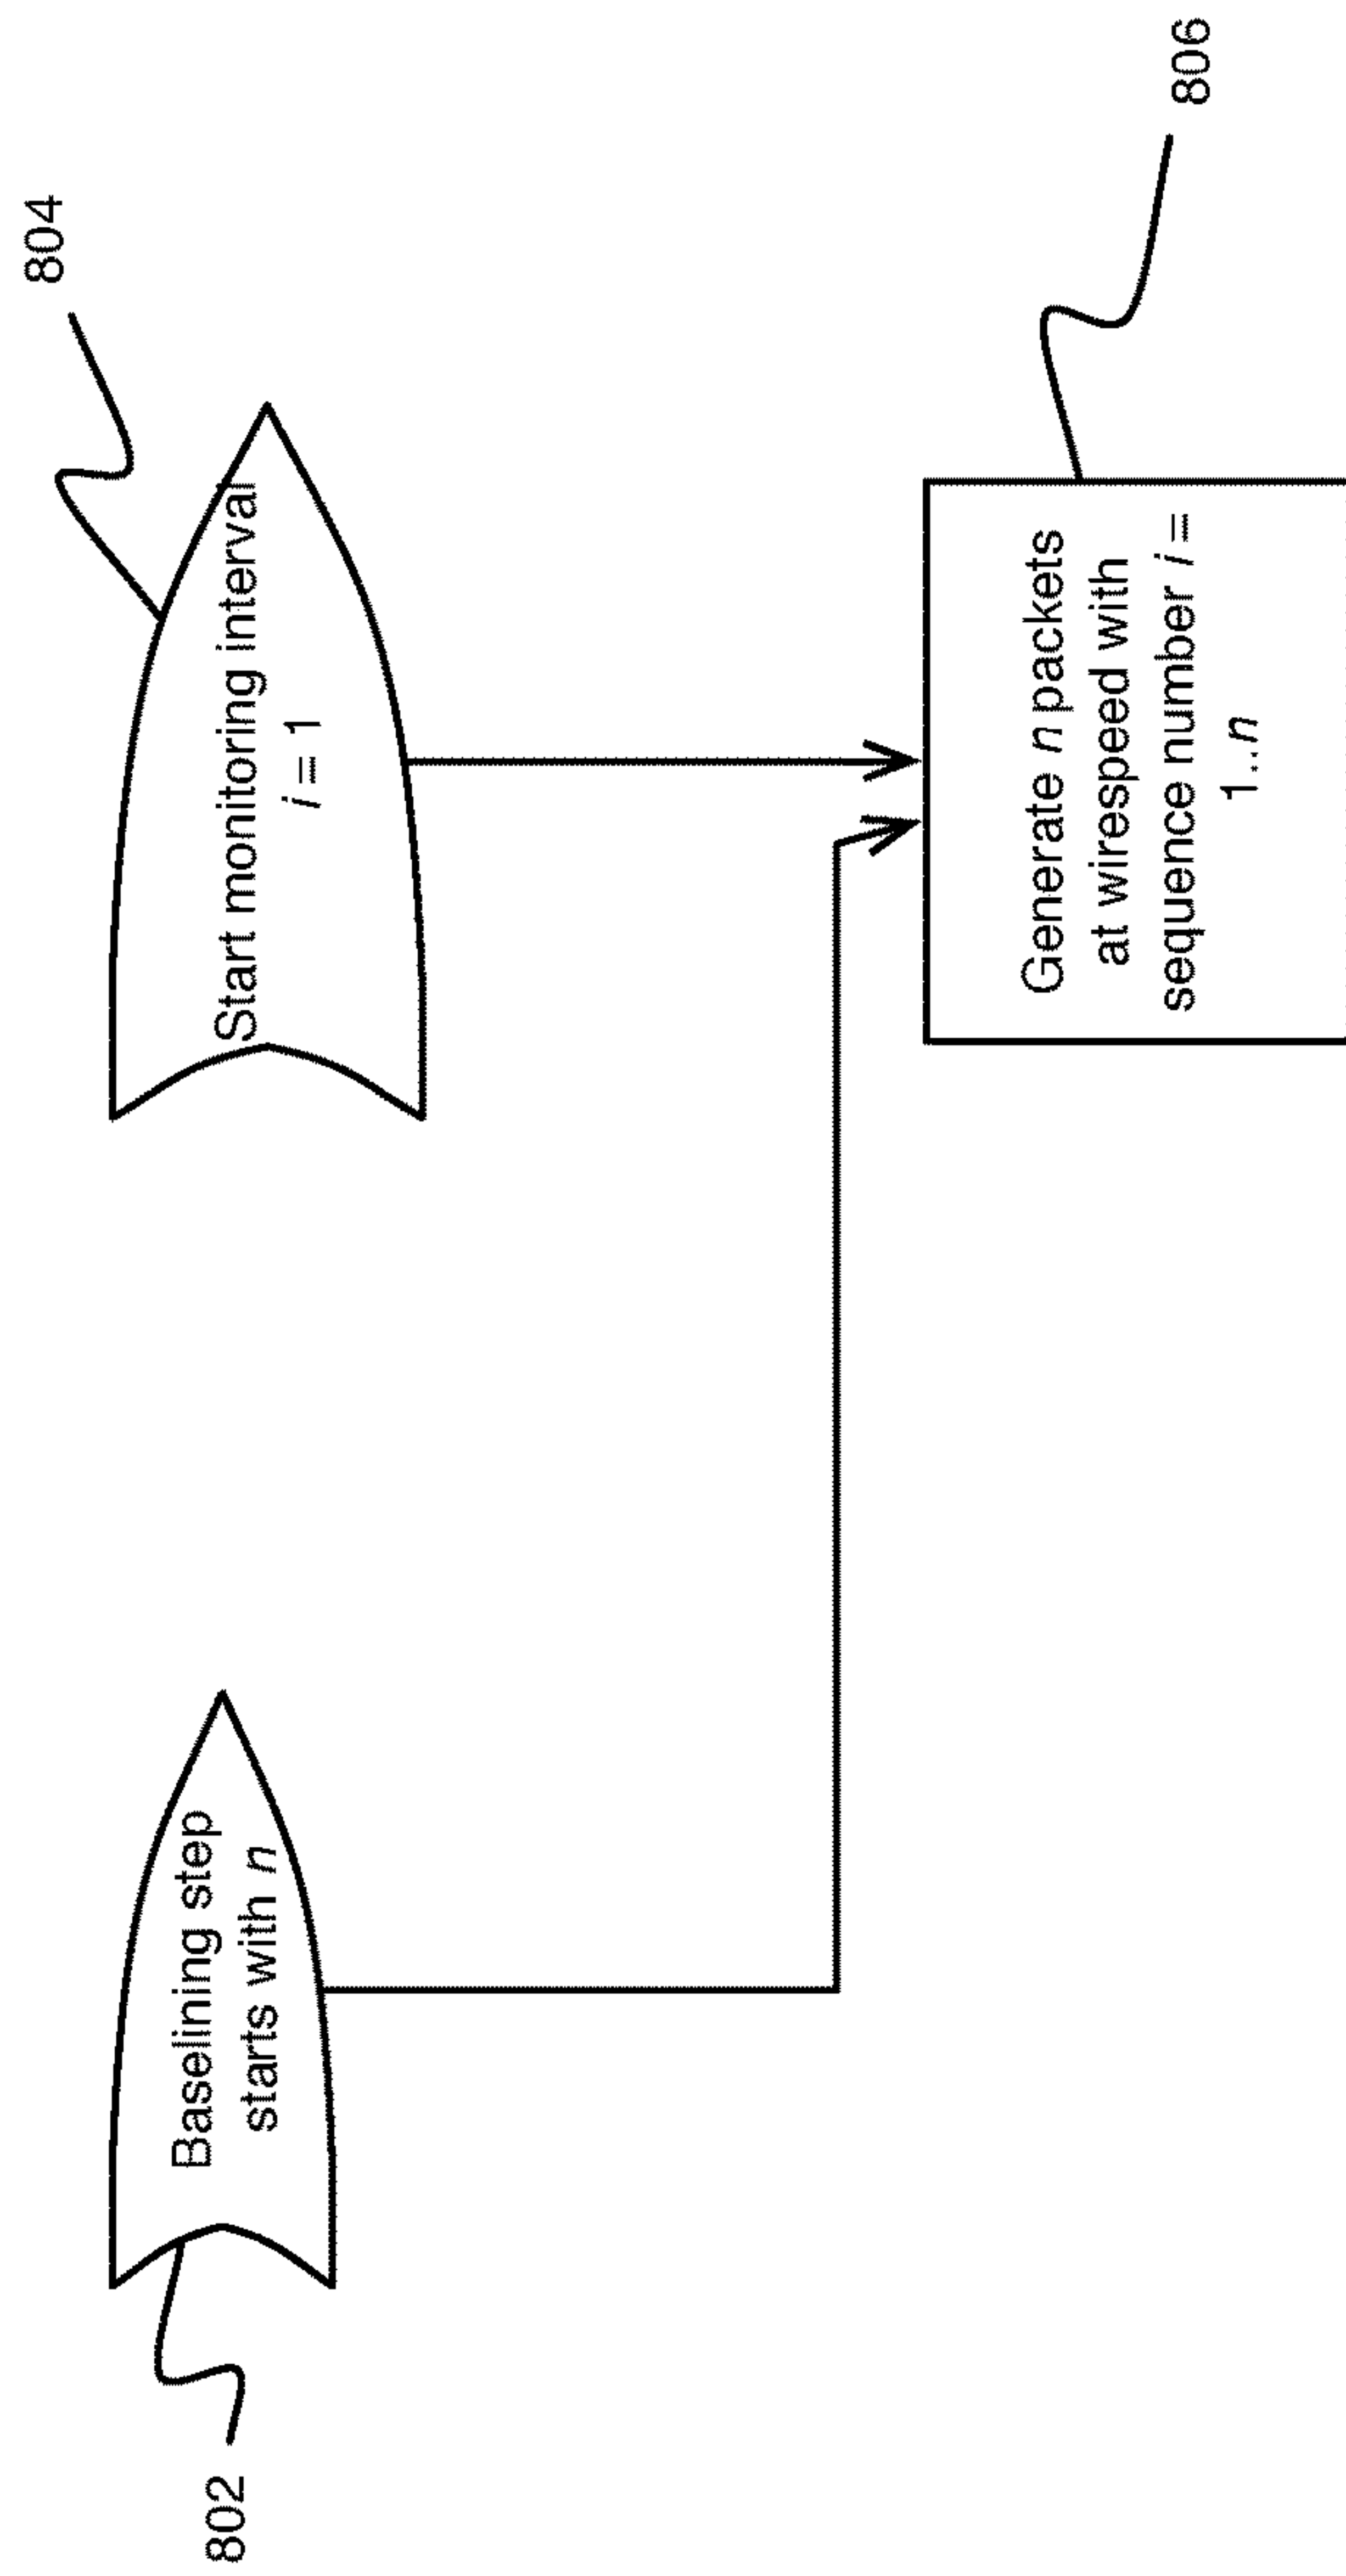 802
Baselining step
starts with n
804
Start monitoring interval
i = 1
806
Generate n packets
at wirespeed with
sequence number i =
1..n